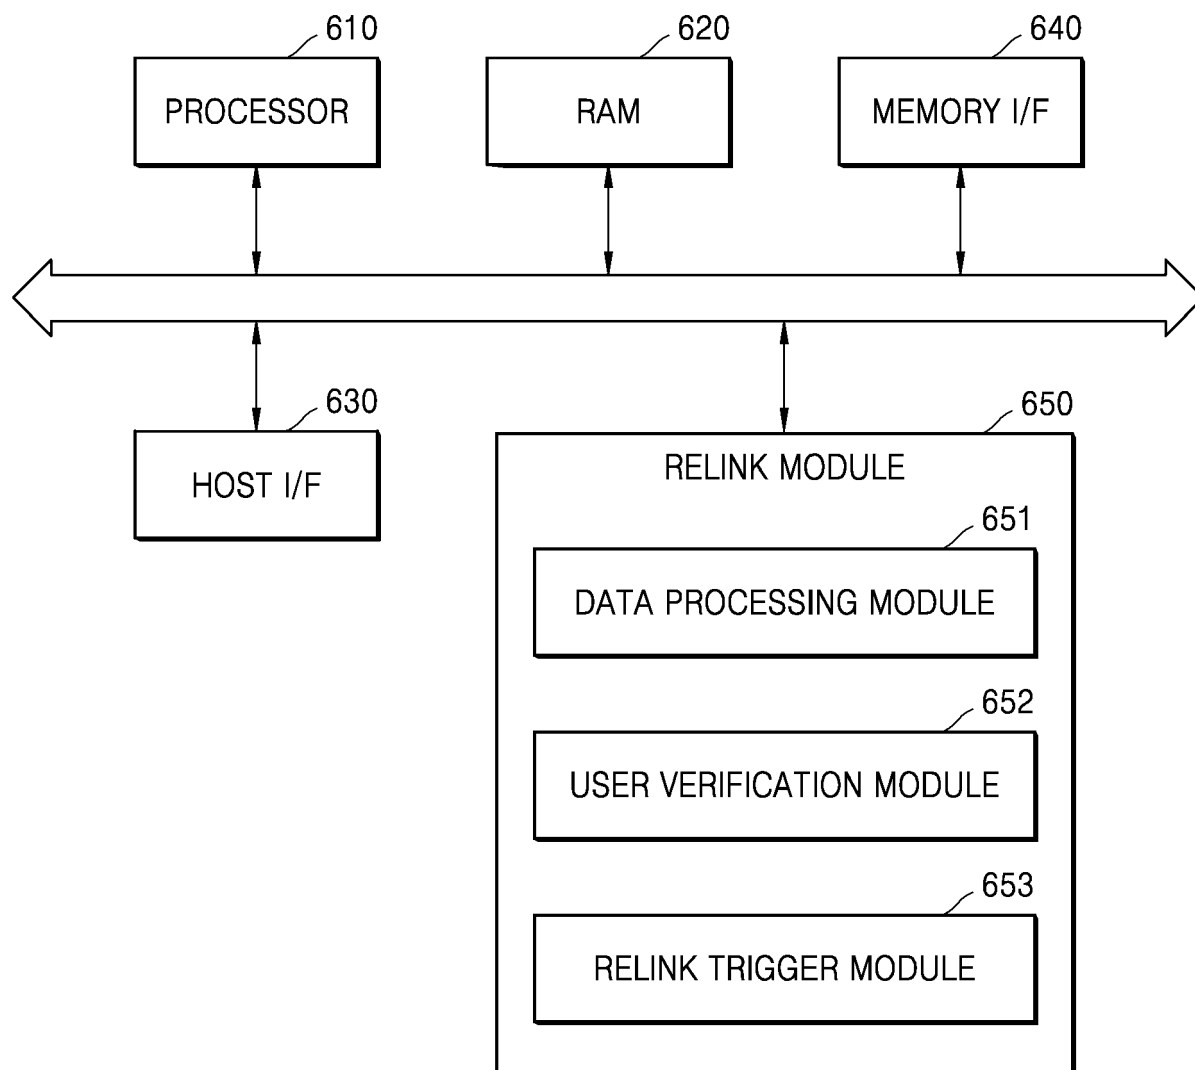 610
620
640
PROCESSOR
RAM
MEMORY I/F
630
650
HOST I/F
RELINK MODULE
651
DATA PROCESSING MODULE
652
USER VERIFICATION MODULE
653
RELINK TRIGGER MODULE